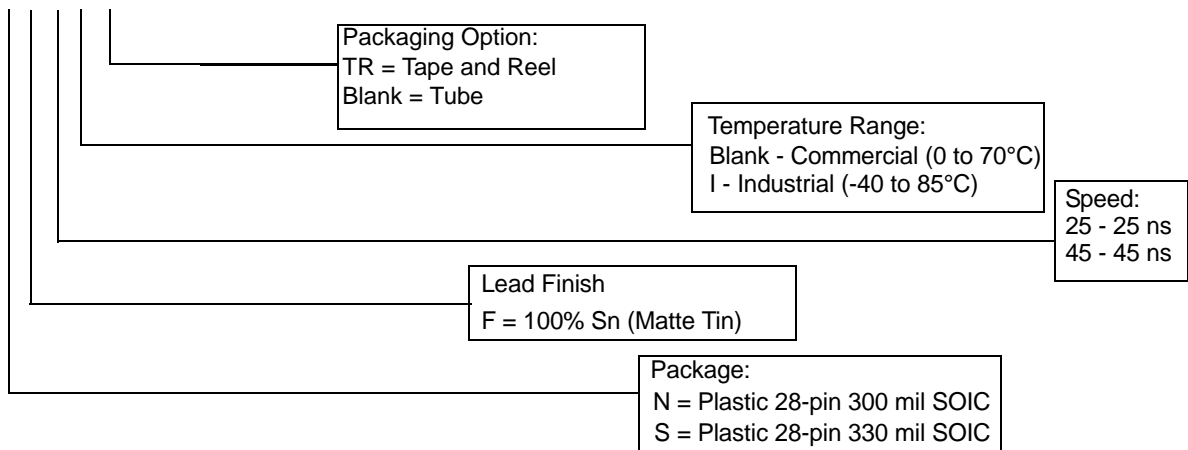 Packaging Option:
TR = Tape and Reel
Blank = Tube
Temperature Range:
Blank - Commercial (0 to 70°C)
I - Industrial (-40 to 85°C)
Speed:
25 - 25 ns
45 - 45 ns
Lead Finish
F = 100% Sn (Matte Tin)
Package:
N = Plastic 28-pin 300 mil SOIC
S = Plastic 28-pin 330 mil SOIC